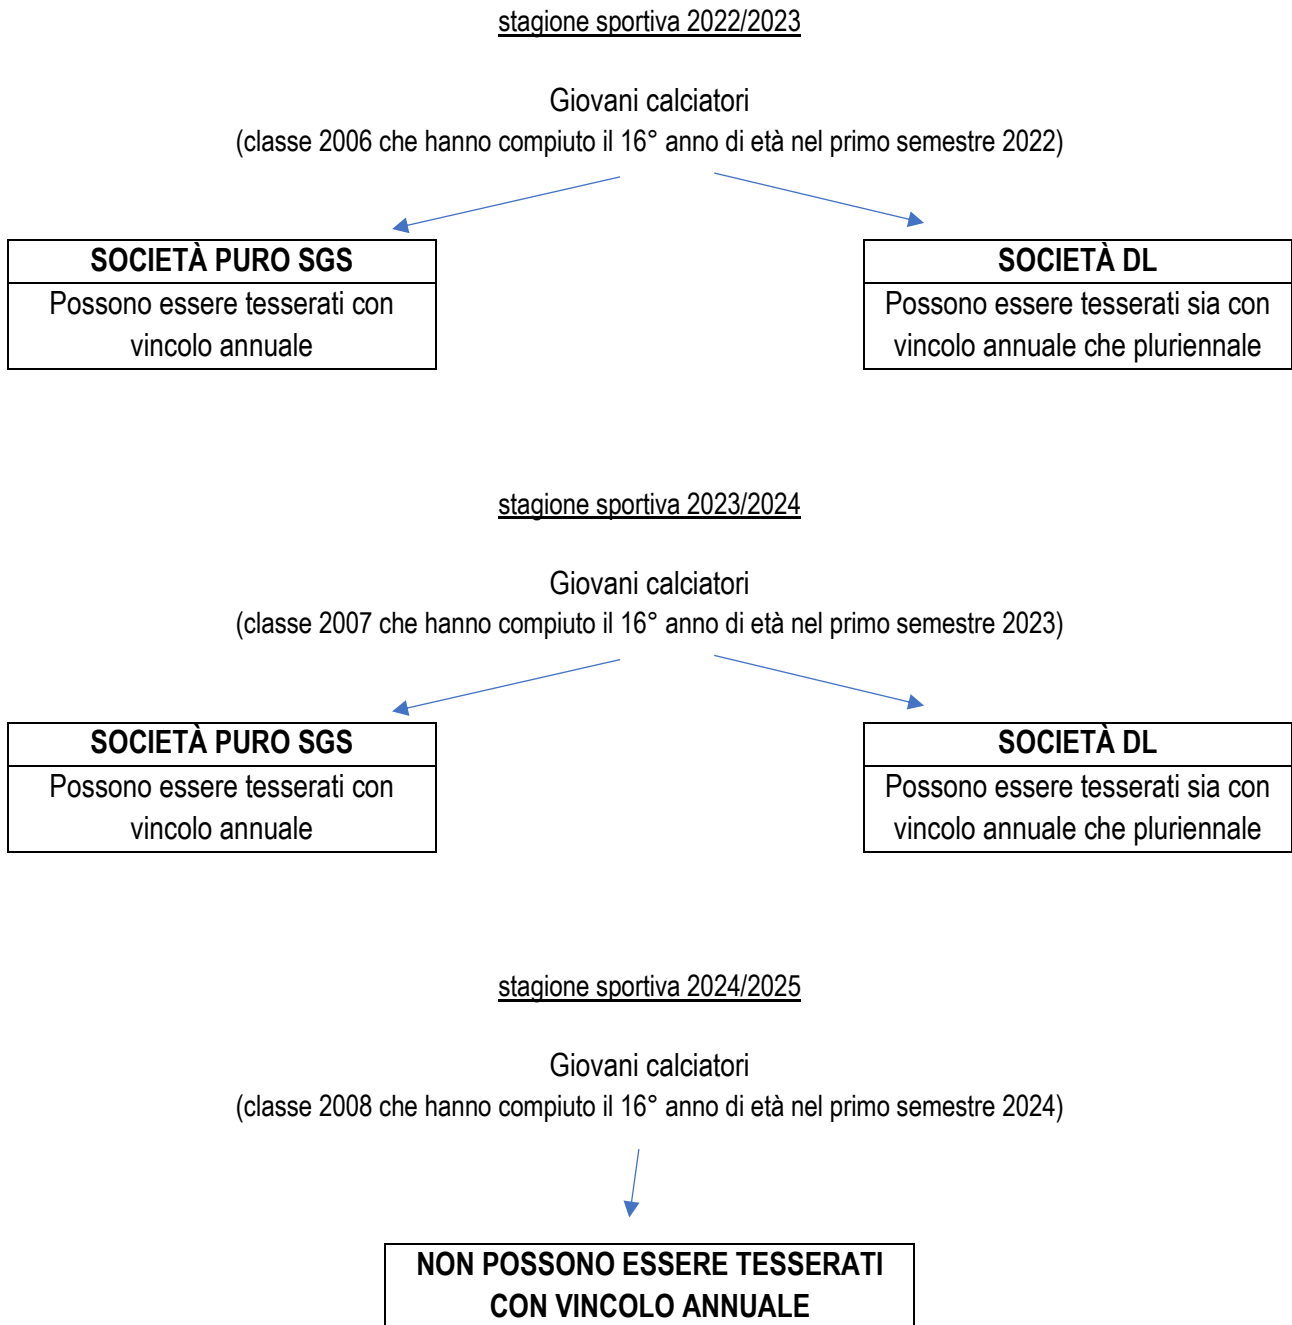 stagione sportiva 2022/2023
Giovani calciatori
(classe 2006 che hanno compiuto il 16° anno di età nel primo semestre 2022)
SOCIETÀ PURO SGS
Possono essere tesserati con
vincolo annuale
SOCIETÀ DL
Possono essere tesserati sia con
vincolo annuale che pluriennale
stagione sportiva 2023/2024
Giovani calciatori
(classe 2007 che hanno compiuto il 16° anno di età nel primo semestre 2023)
SOCIETÀ PURO SGS
Possono essere tesserati con
vincolo annuale
SOCIETÀ DL
Possono essere tesserati sia con
vincolo annuale che pluriennale
stagione sportiva 2024/2025
Giovani calciatori
(classe 2008 che hanno compiuto il 16° anno di età nel primo semestre 2024)
NON POSSONO ESSERE TESSERATI
CON VINCOLO ANNUALE